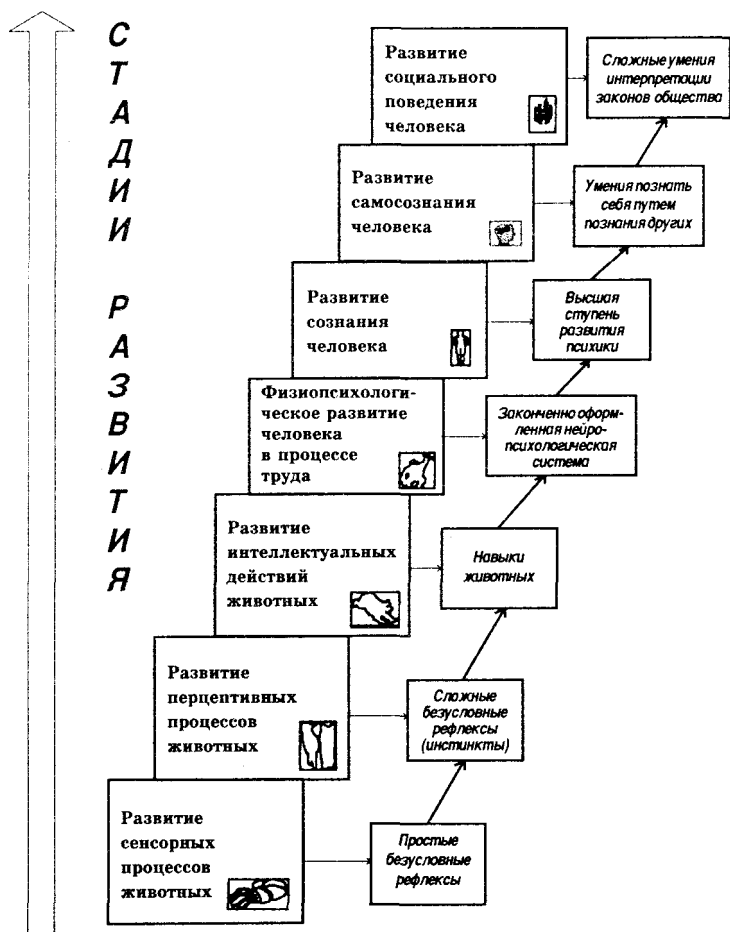 СТАДИИ РАЗВИТИЯ
Развитие
социального
поведения
человека
Сложные умения
интерпретации
законов общества
Развитие
самосознания
человека
Умения познать
себя путем
познания других
Развитие
сознания
человека
Высшая
ступень
развития
психики
Физиопсихологи-
ческое развитие
человека
в процессе
труда
Законченно оформ-
ленная нейро-
психологическая
система
Развитие
интеллектуальных
действий
животных
Навыки
животных
Развитие
перцептивных
процессов
животных
Сложные
безусловные
рефлексы
(инстинкты)
Развитие
сенсорных
процессов
животных
Простые
безусловные
рефлексы